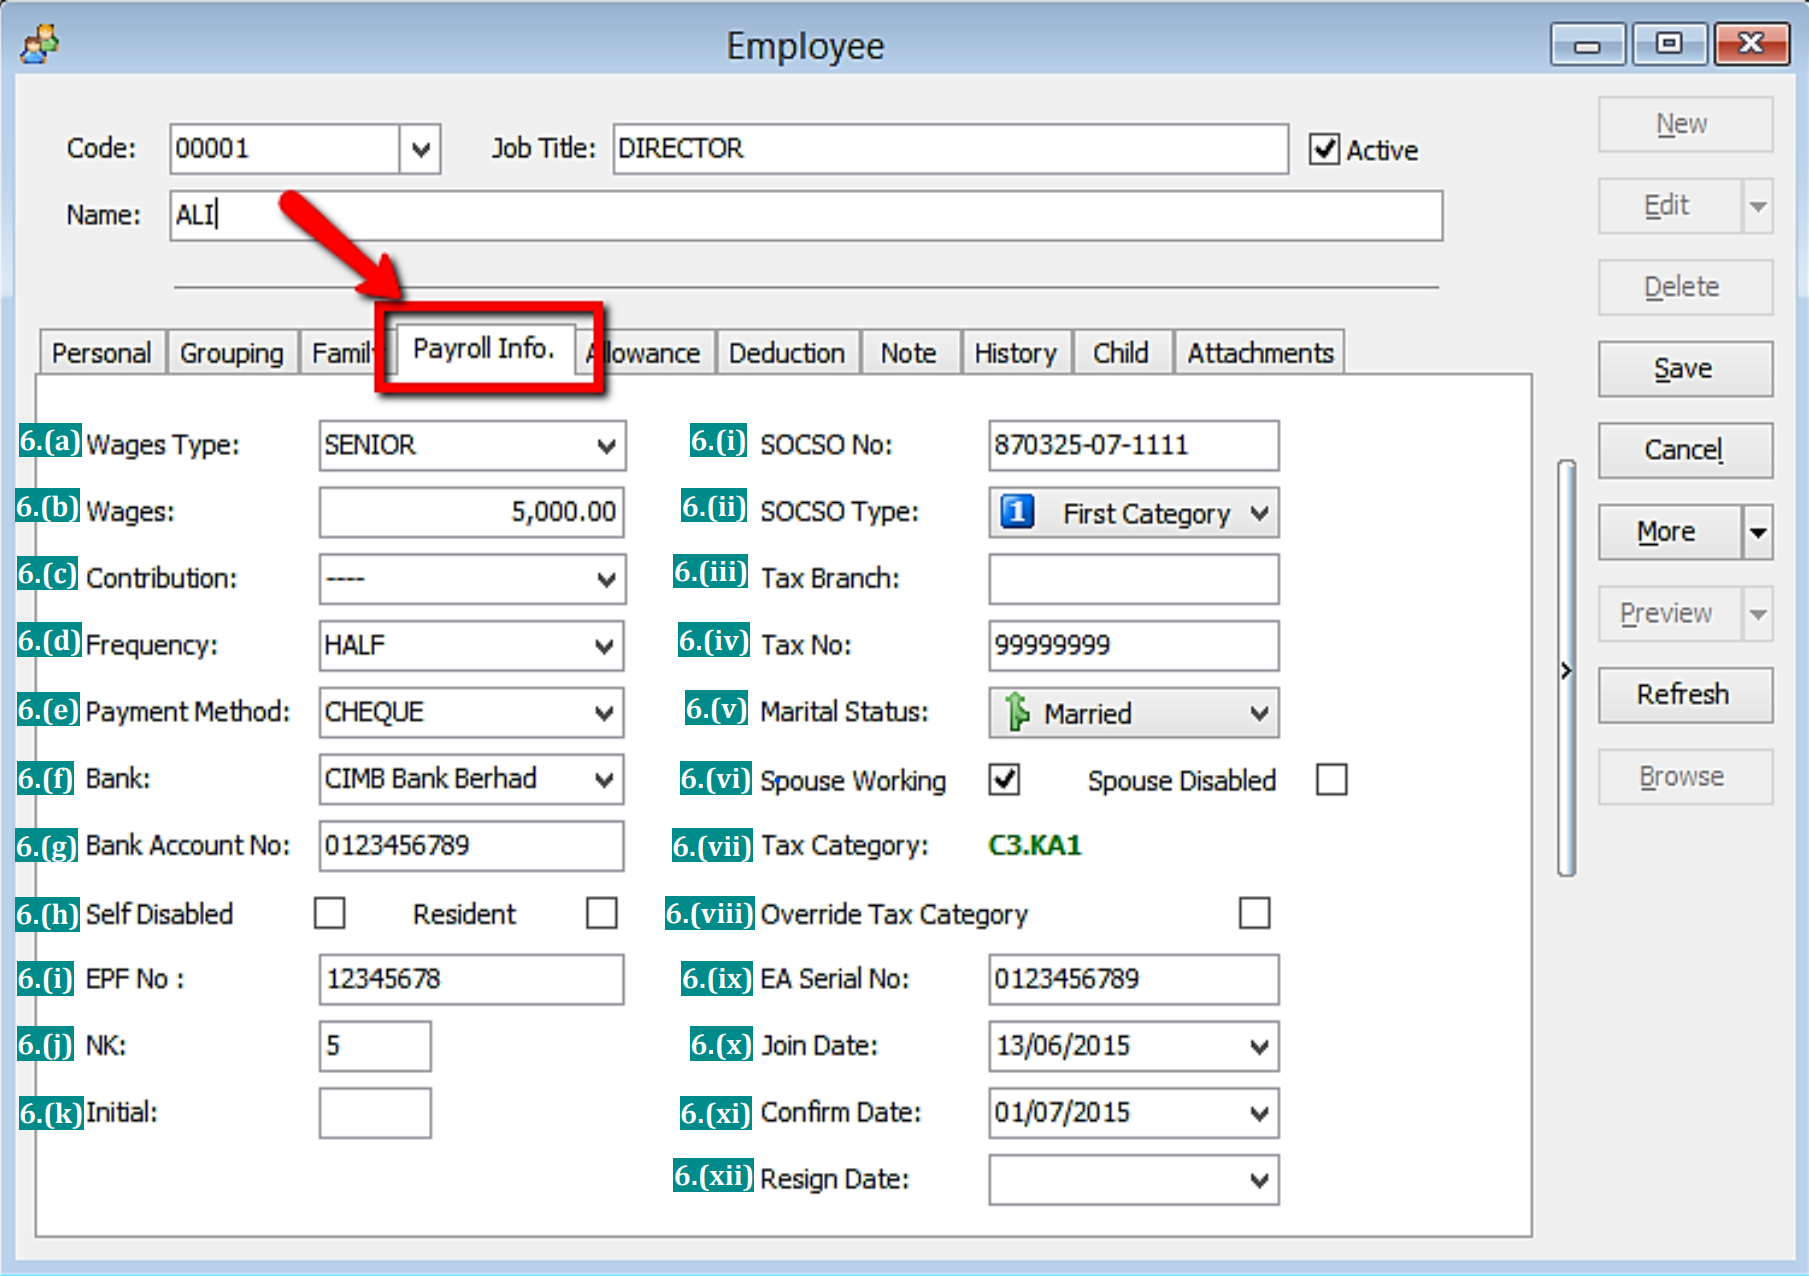 Employee
Code: 00001 Job Title: DIRECTOR Active
Name: ALI
Personal Grouping Family Payroll Info. Allowance Deduction Note History Child Attachments
6.(a) Wages Type: SENIOR 6.(i) SOCSO No: 870325-07-1111
6.(b) Wages: 5,000.00 6.(ii) SOCSO Type: 1 First Category
6.(c) Contribution: ---- 6.(iii) Tax Branch:
6.(d) Frequency: HALF 6.(iv) Tax No: 99999999
6.(e) Payment Method: CHEQUE 6.(v) Marital Status: Married
6.(f) Bank: CIMB Bank Berhad 6.(vi) Spouse Working Spouse Disabled
6.(g) Bank Account No: 0123456789 6.(vii) Tax Category: C3.KA1
6.(h) Self Disabled Resident 6.(viii) Override Tax Category
6.(i) EPF No : 12345678 6.(ix) EA Serial No: 0123456789
6.(j) NK: 5 6.(x) Join Date: 13/06/2015
6.(k) Initial: 6.(xi) Confirm Date: 01/07/2015
6.(xii) Resign Date:
New
Edit
Delete
Save
Cancel
More
Preview
Refresh
Browse